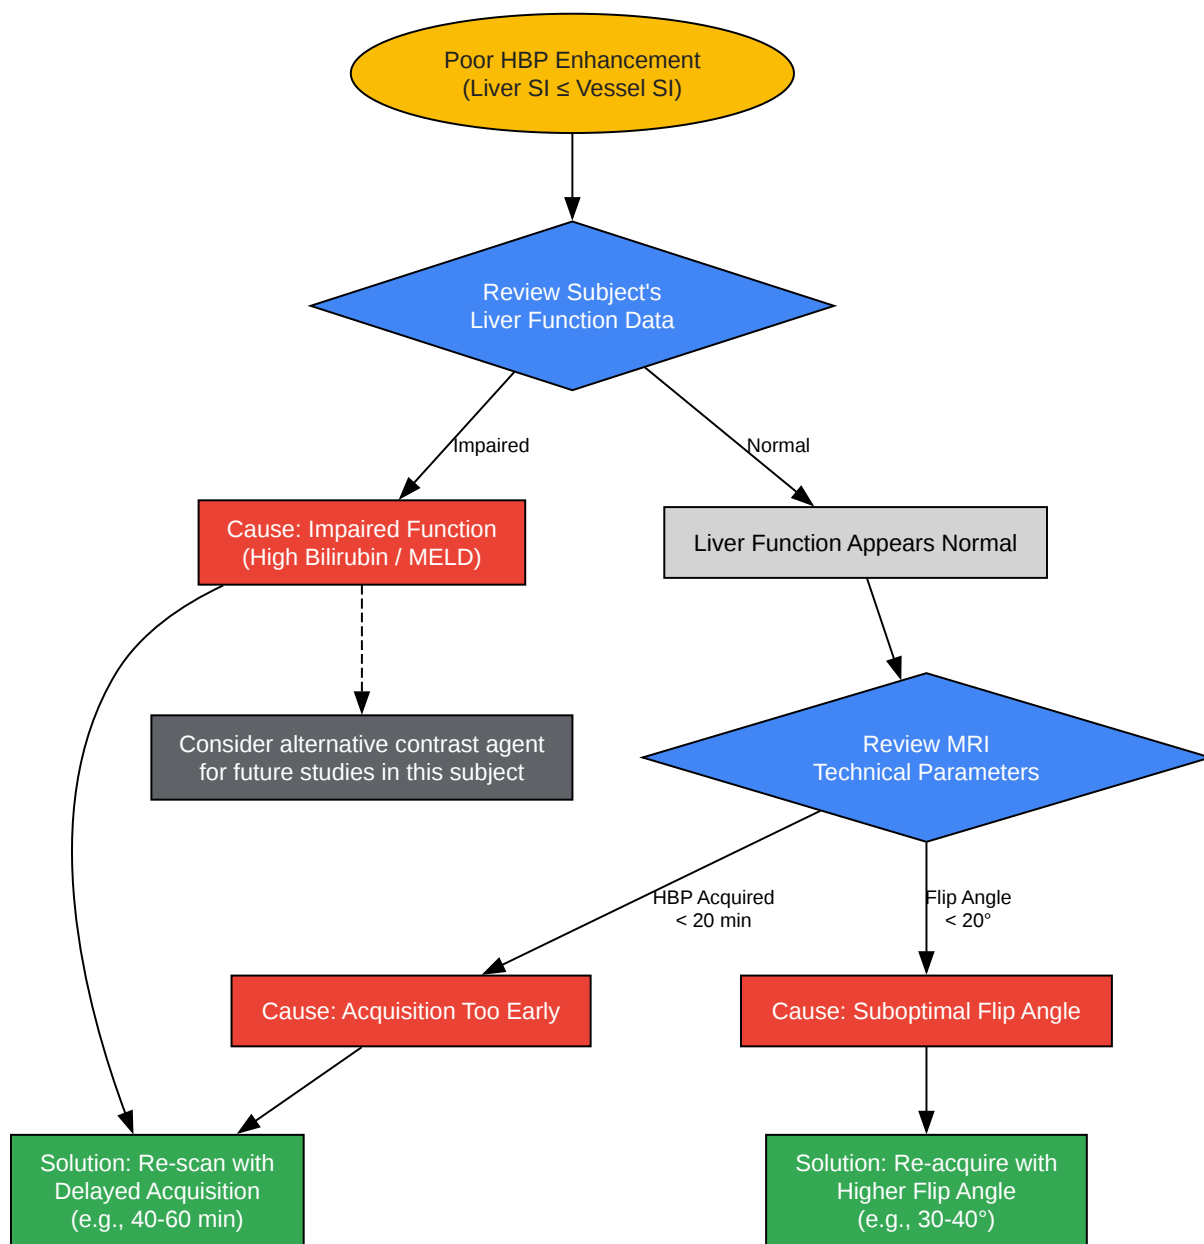 Poor HBP Enhancement
(Liver SI ≤ Vessel SI)
Review Subject's
Liver Function Data
Impaired
Normal
Cause: Impaired Function
(High Bilirubin / MELD)
Liver Function Appears Normal
Consider alternative contrast agent
for future studies in this subject
Review MRI
Technical Parameters
HBP Acquired
< 20 min
Flip Angle
< 20°
Cause: Acquisition Too Early
Cause: Suboptimal Flip Angle
Solution: Re-scan with
Delayed Acquisition
(e.g., 40-60 min)
Solution: Re-acquire with
Higher Flip Angle
(e.g., 30-40°)